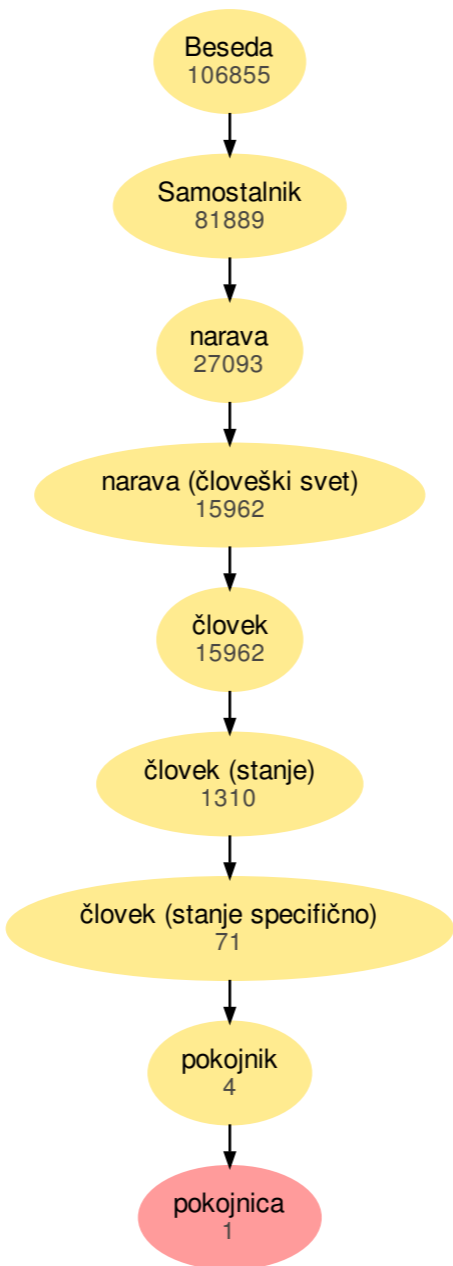 Beseda
106855
Samostalnik
81889
narava
27093
narava (človeški svet)
15962
človek
15962
človek (stanje)
1310
človek (stanje specifično)
71
pokojnik
4
pokojnica
1